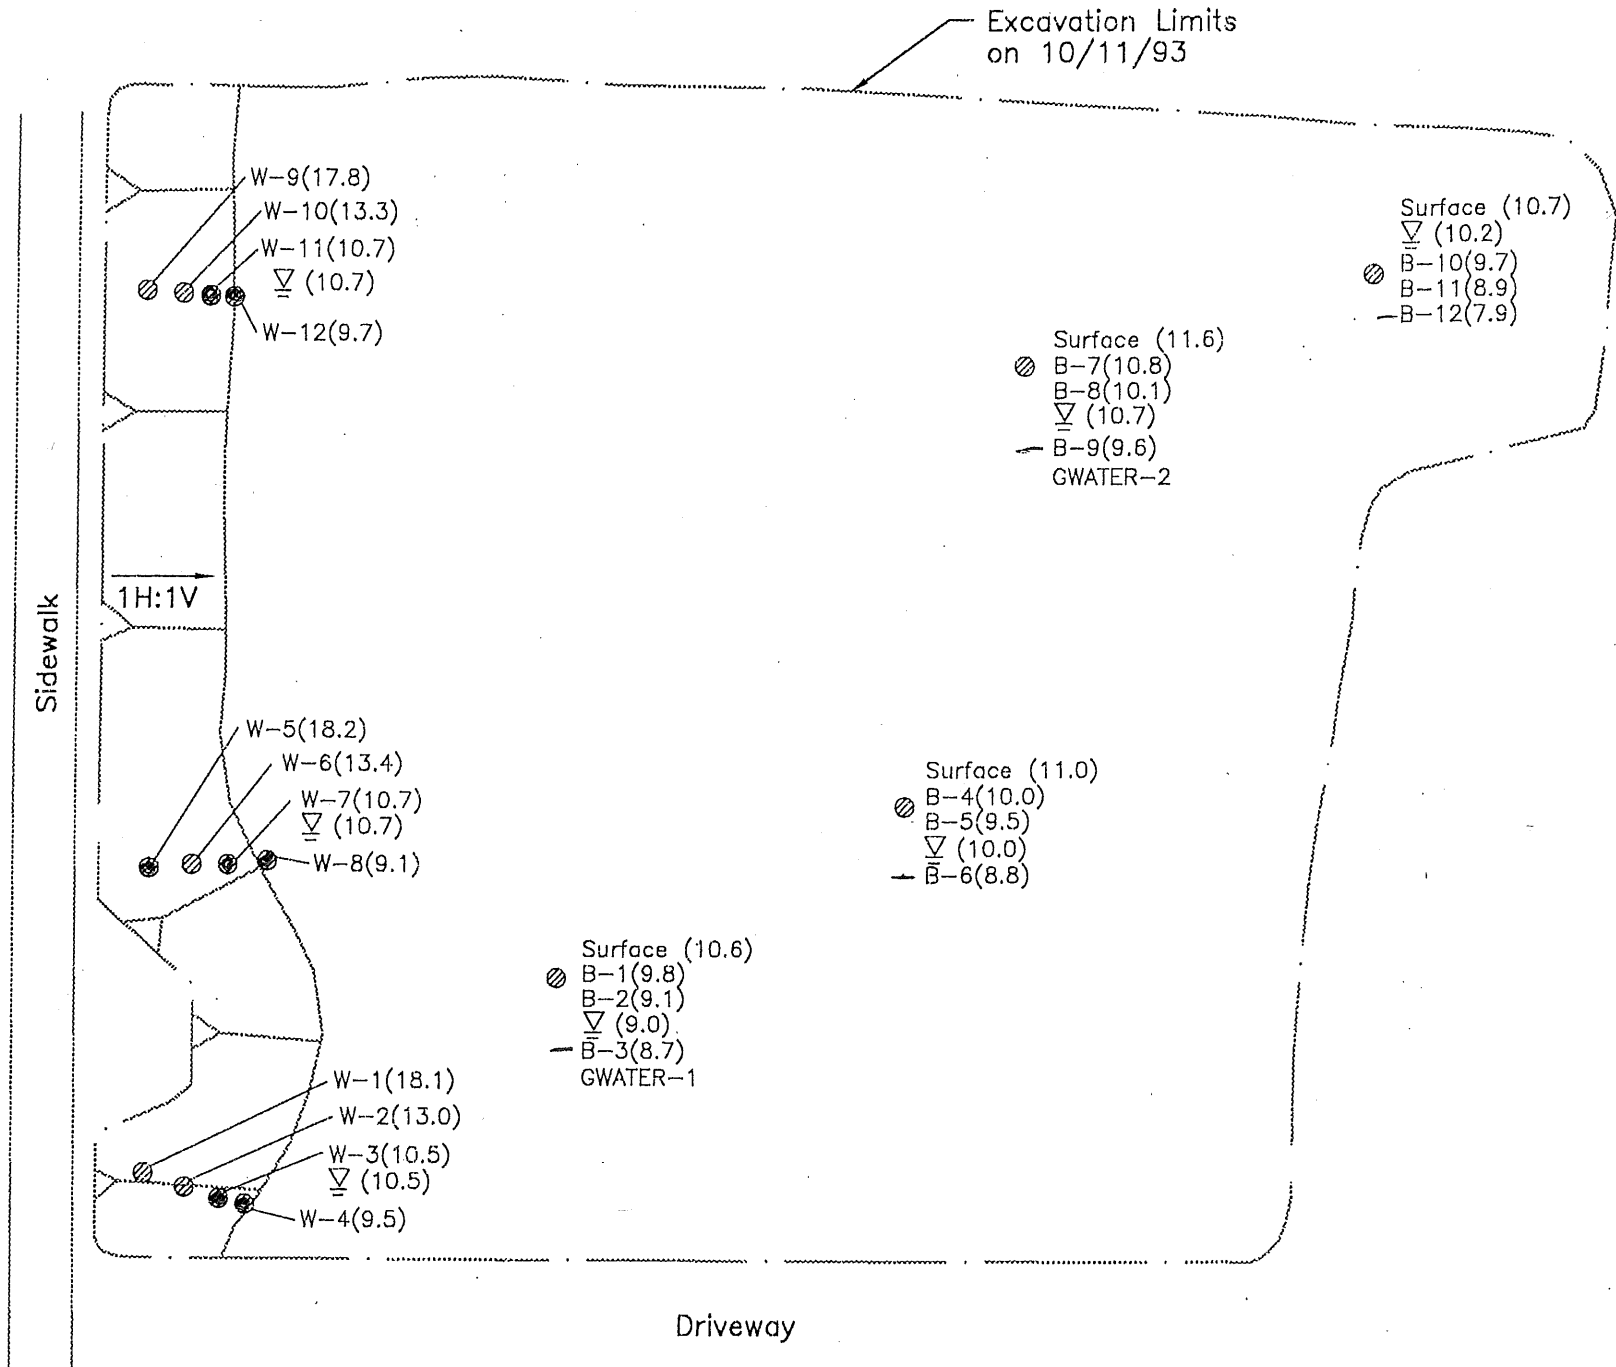 Excavation Limits
on 10/11/93
W-9(17.8)
W-10(13.3)
W-11(10.7)
(10.7)
W-12(9.7)
Surface (10.7)
(10.2)
B-10(9.7)
B-11(8.9)
B-12(7.9)
Surface (11.6)
B-7(10.8)
B-8(10.1)
(10.7)
B-9(9.6)
GWATER-2
1H:1V
Sidewalk
W-5(18.2)
W-6(13.4)
W-7(10.7)
(10.7)
W-8(9.1)
Surface (11.0)
B-4(10.0)
B-5(9.5)
(10.0)
B-6(8.8)
Surface (10.6)
B-1(9.8)
B-2(9.1)
(9.0)
B-3(8.7)
GWATER-1
W-1(18.1)
W-2(13.0)
W-3(10.5)
(10.5)
W-4(9.5)
Driveway